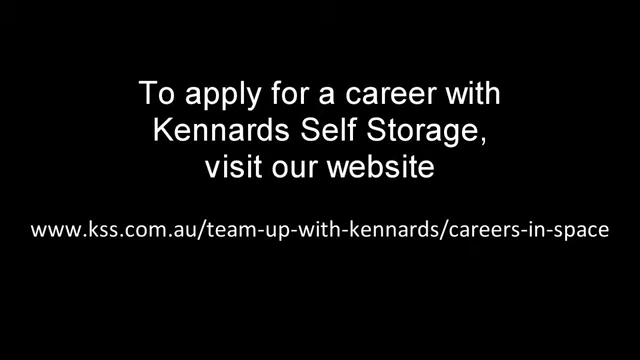 To apply for a career with
Kennards Self Storage,
visit our website
www.kss.com.au/team-up-with-kennards/careers-in-space